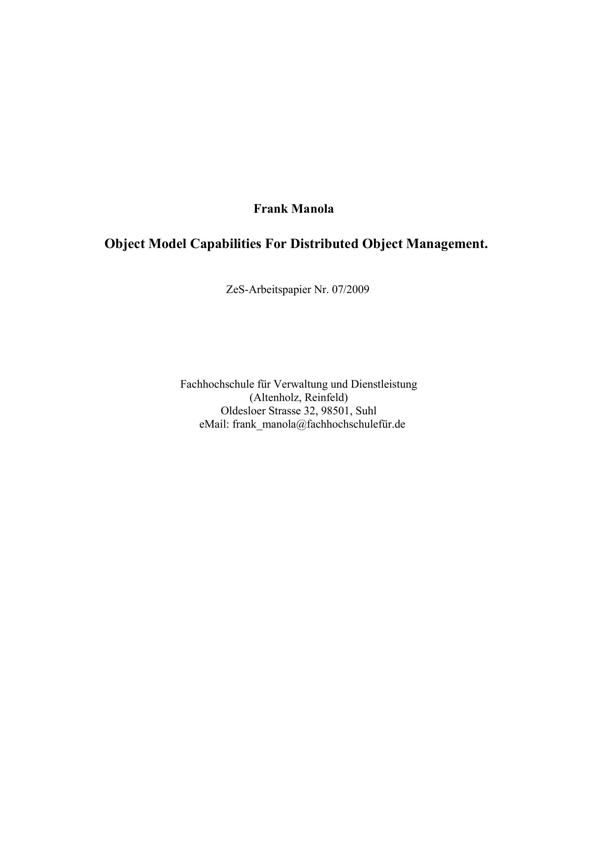 Frank Manola
Object Model Capabilities For Distributed Object Management.
ZeS-Arbeitspapier Nr. 07/2009
Fachhochschule für Verwaltung und Dienstleistung
(Altenholz, Reinfeld)
Oldesloer Strasse 32, 98501, Suhl
eMail: frank_manola@fachhochschulefür.de